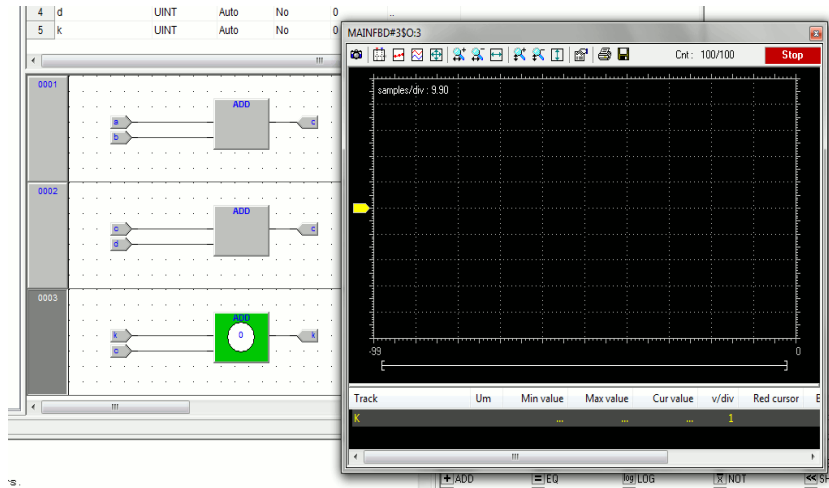 4 d UINT Auto No 0 ..
5 k UINT Auto No 0
MAINFBD#3$O:3
Cnt : 100/100 Stop
samples/div : 9.90
-99 0
Track Um Min value Max value Cur value v/div Red cursor
K ... ... ... 1
0001
ADD
a c
b
0002
ADD
c c
d
0003
ADD
k 0 k
c
rs.
ADD EQ LOG NOT